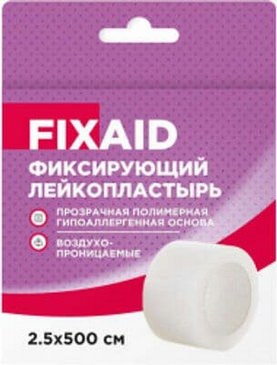 FIXAID
ФИКСИРУЮЩИЙ
ЛЕЙКОПЛАСТЫРЬ
ПРОЗРАЧНАЯ ПОЛИМЕРНАЯ
ГИПОАЛЛЕРГЕННАЯ ОСНОВА
ВОЗДУХО-
ПРОНИЦАЕМЫЕ
2.5x500 см